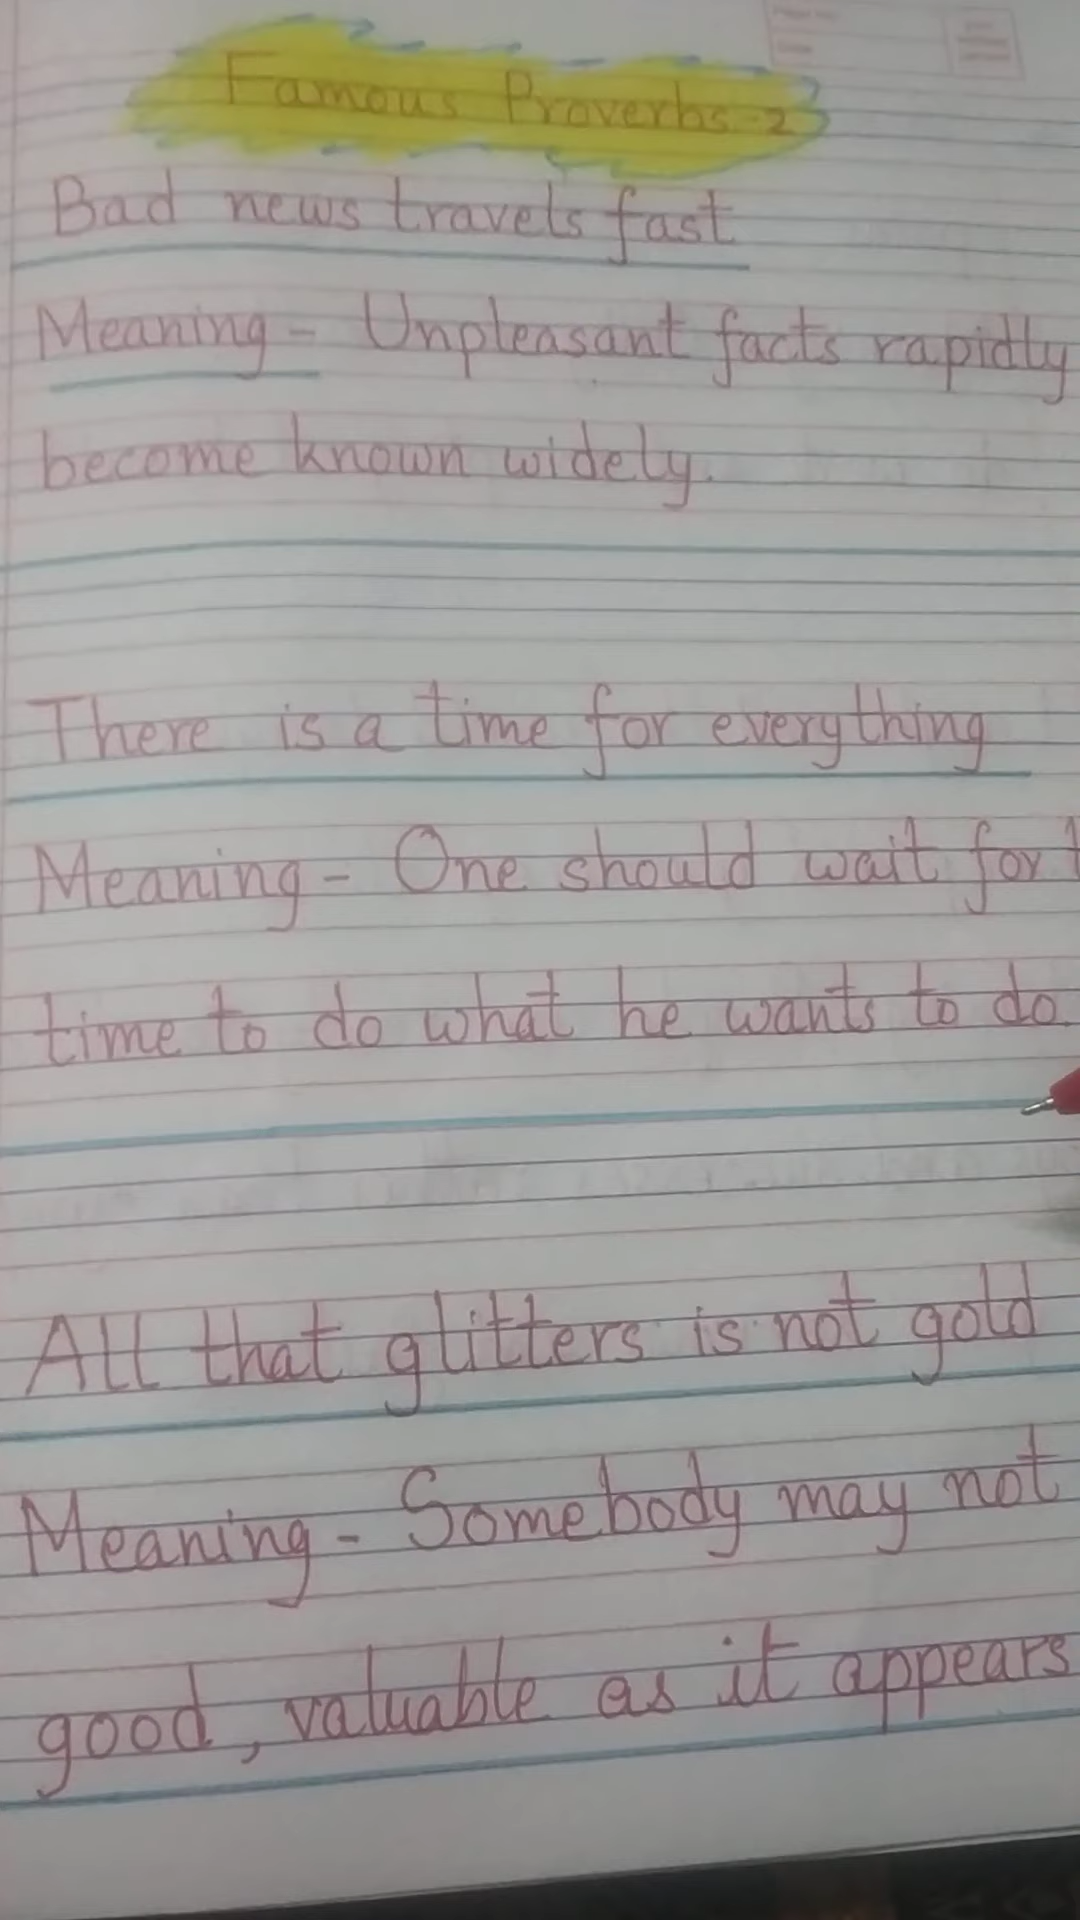 Famous Proverbs-2
Bad news travels fast
Meaning - Unpleasant facts rapidly
become known widely.
There is a time for everything
Meaning - One should wait for
time to do what he wants to do
All that glitters is not gold
Meaning - Somebody may not
good, valuable as it appears